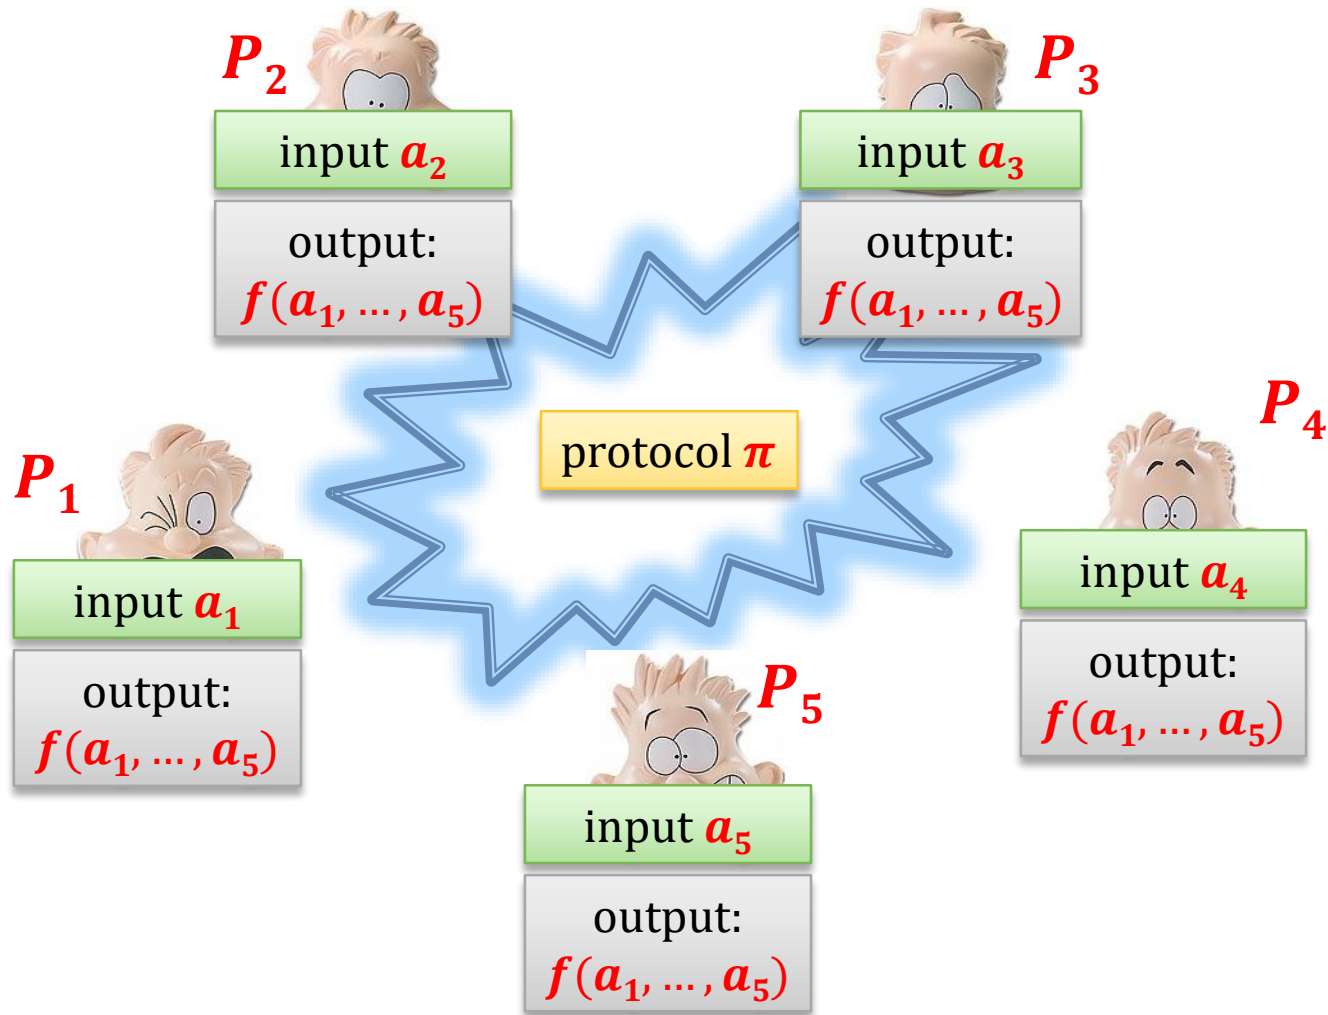 P₂
input a₂
output:
f(a₁, … , a₅)
P₃
input a₃
output:
f(a₁, … , a₅)
protocol π
P₁
input a₁
output:
f(a₁, … , a₅)
P₄
input a₄
output:
f(a₁, … , a₅)
P₅
input a₅
output:
f(a₁, … , a₅)